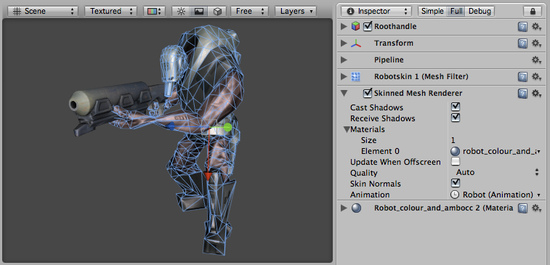 Scene
Textured
Free
Layers
Inspector
Simple
Full
Debug
Roothandle
Transform
Pipeline
Robotskin 1 (Mesh Filter)
Skinned Mesh Renderer
Cast Shadows
Receive Shadows
Materials
Size 1
Element 0 robot_colour_and_
Update When Offscreen
Quality Auto
Skin Normals
Animation Robot (Animation)
Robot_colour_and_ambocc 2 (Materia